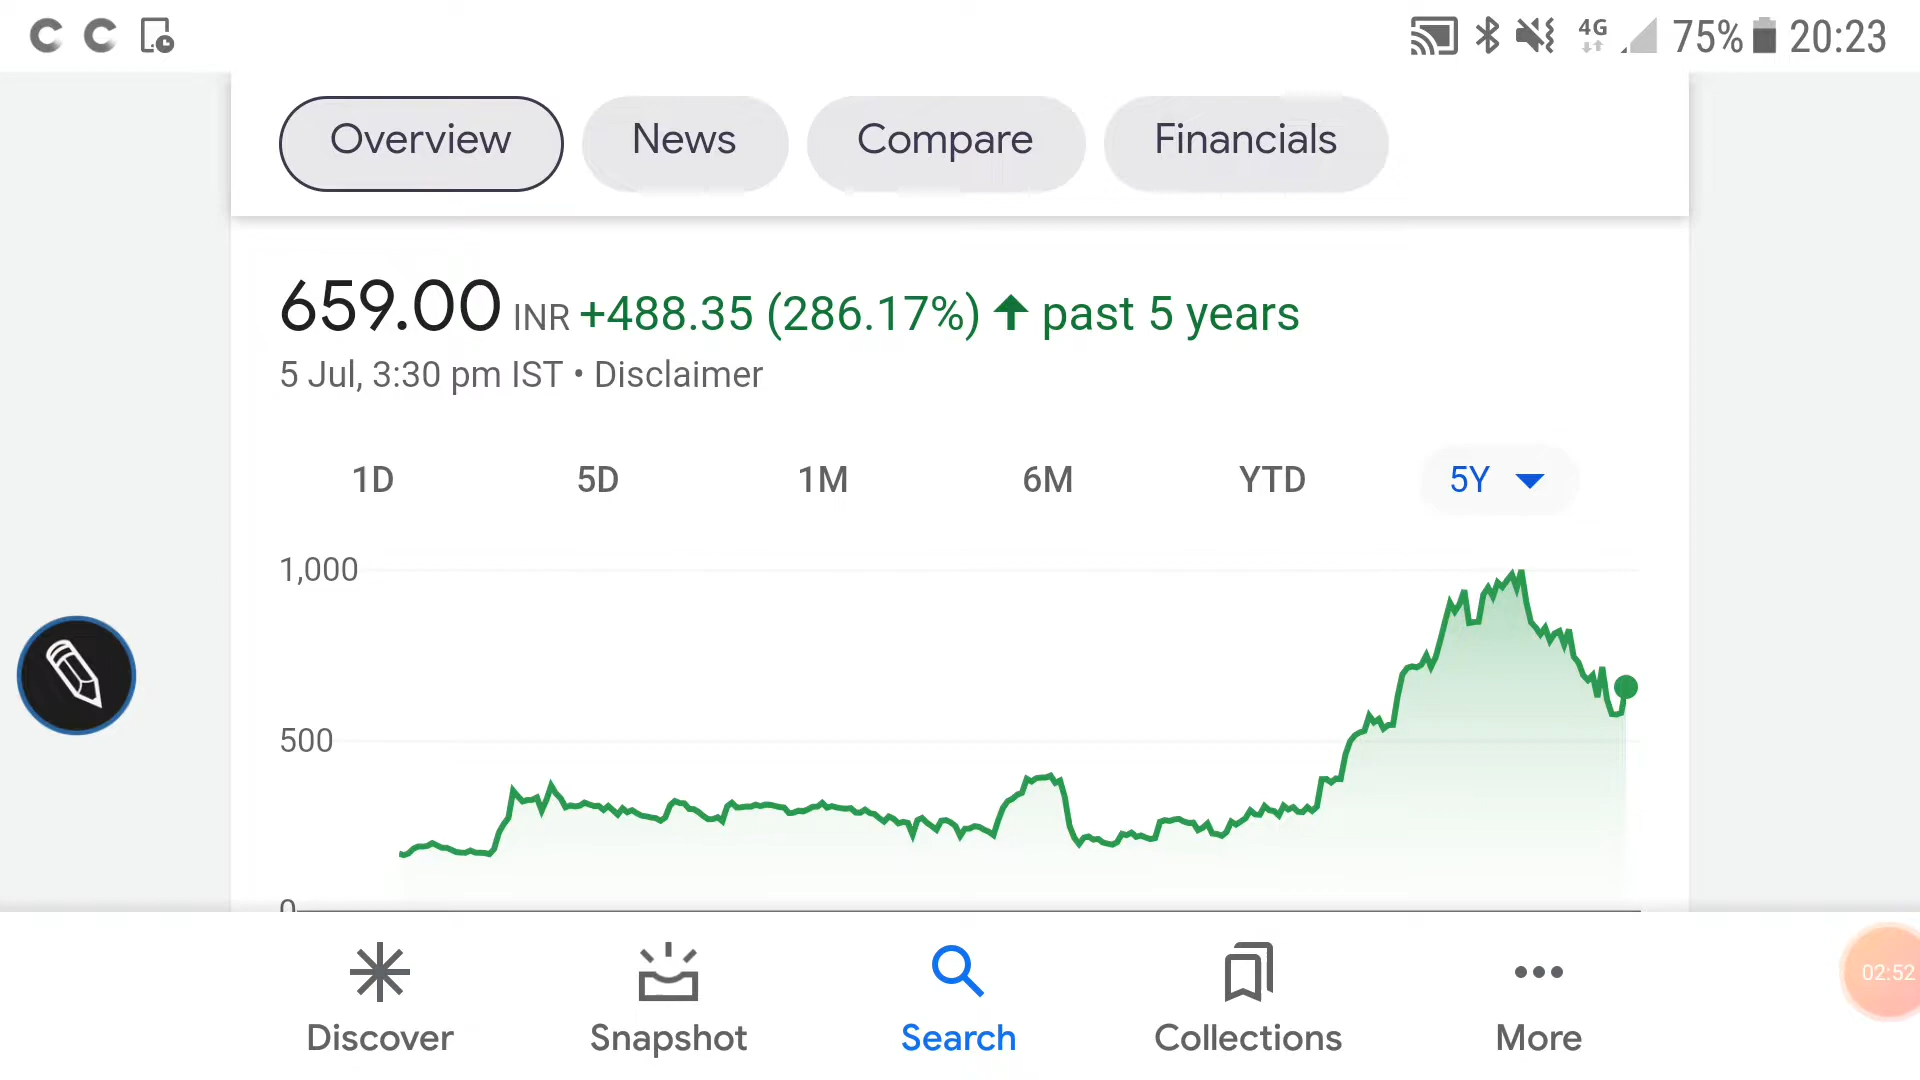 4G 75% 20:23
Overview News Compare Financials
659.00 INR +488.35 (286.17%) ↑ past 5 years
5 Jul, 3:30 pm IST • Disclaimer
1D 5D 1M 6M YTD 5Y
1,000
500
0
02:52
Discover Snapshot Search Collections More